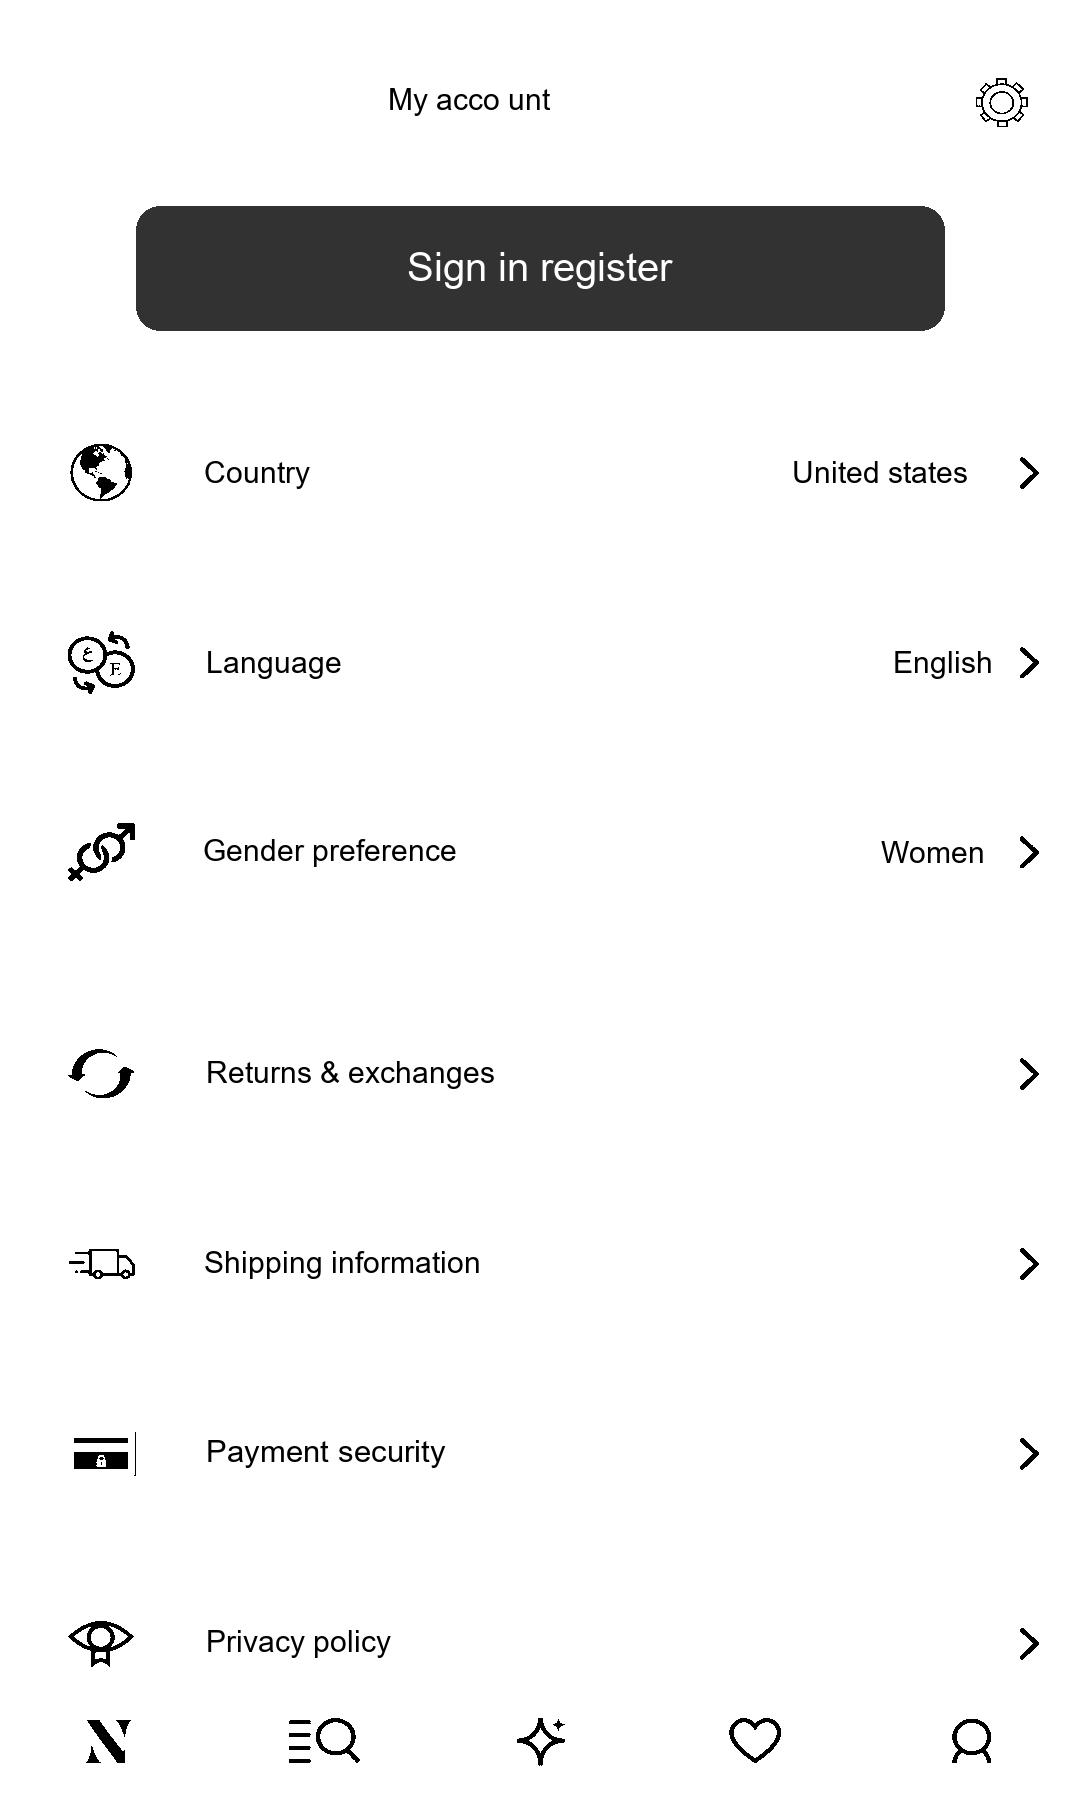 My acco unt
Sign in register
Country United states
Language English
Gender preference Women
Returns & exchanges
Shipping information
Payment security
Privacy policy
N